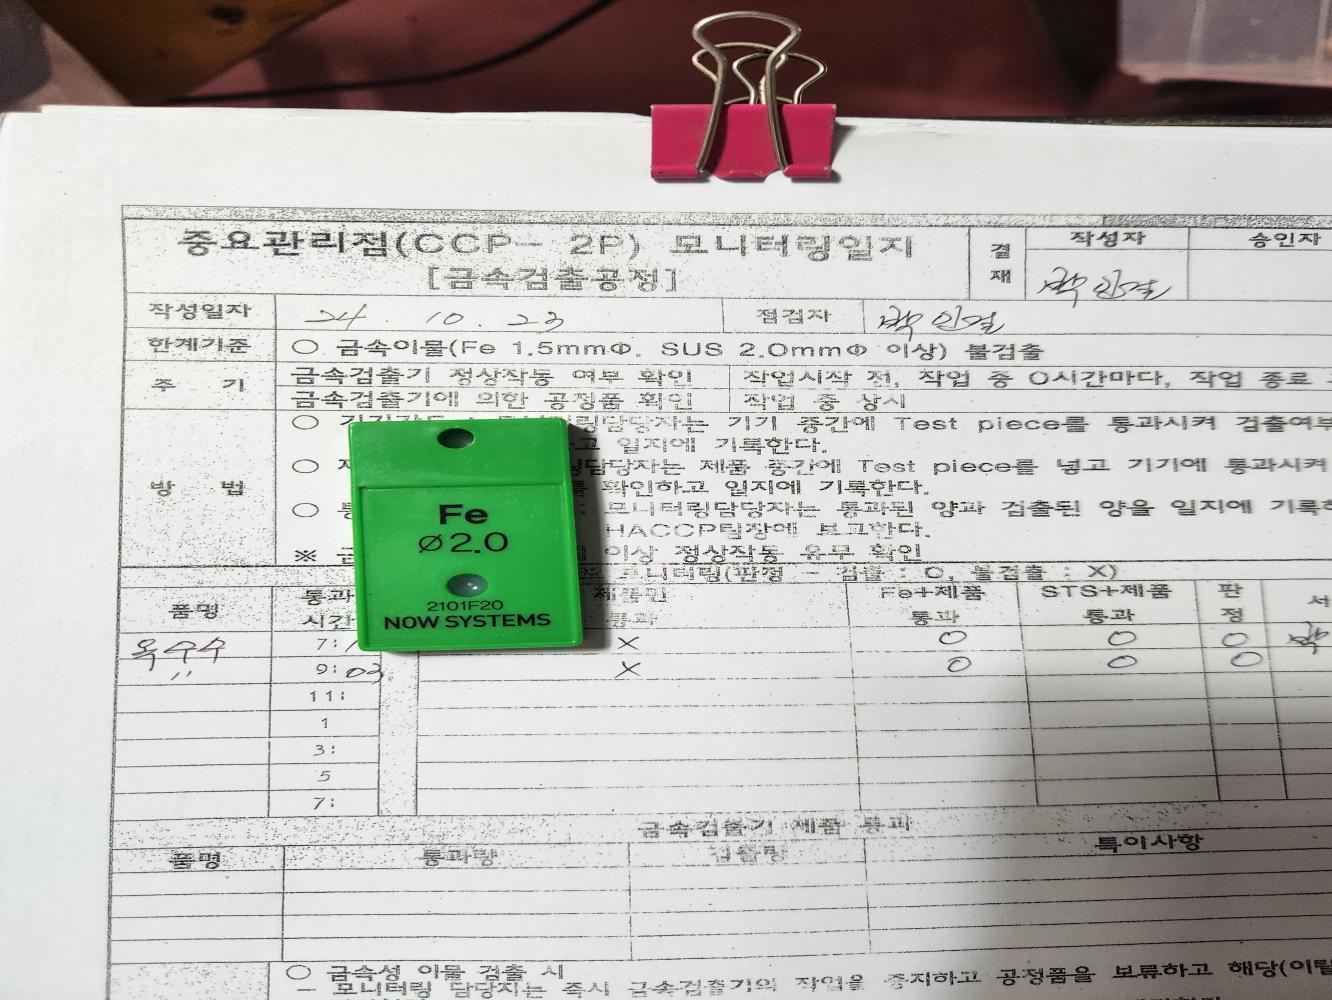 중요관리점(CCP- 2P) 모니터링일지
[금속검출공정]
결재
작성자
승인자
작성일자
24. 10. 23
점검자
한계기준
○ 금속이물(Fe 1.5mmΦ, SUS 2.0mmΦ 이상) 불검출
주 기
금속검출기 정상작동 여부 확인
작업시작 전, 작업 중 0시간마다, 작업 종료
금속검출기에 의한 공정품 확인
작업 중 상시
방 법
는 기기 중간에 Test piece를 통과시켜 검출여부
고 일지에 기록한다.
담당자는 제품 중간에 Test piece를 넣고 기기에 통과시켜
확인하고 일지에 기록한다.
: 모니터링담당자는 통과된 양과 검출된 양을 일지에 기록
HACCP팀장에 보고한다.
이상 정상작동 유무 확인
모니터링(판정 - 검출 : O, 불검출 : X)
품명
통과
시간
Fe+제품
통과
STS+제품
통과
판정
옥수수 7: X O O O
〃 9:03 X O O O
11:
1
3:
5
7:
금속검출기 제품 통과
품명
통과량
검출량
특이사항
○ 금속성 이물 검출 시
- 모니터링 담당자는 즉시 금속검출기의 작업을 중지하고 공정품을 보류하고 해당
Fe
Ø2.0
2101F20
NOW SYSTEMS